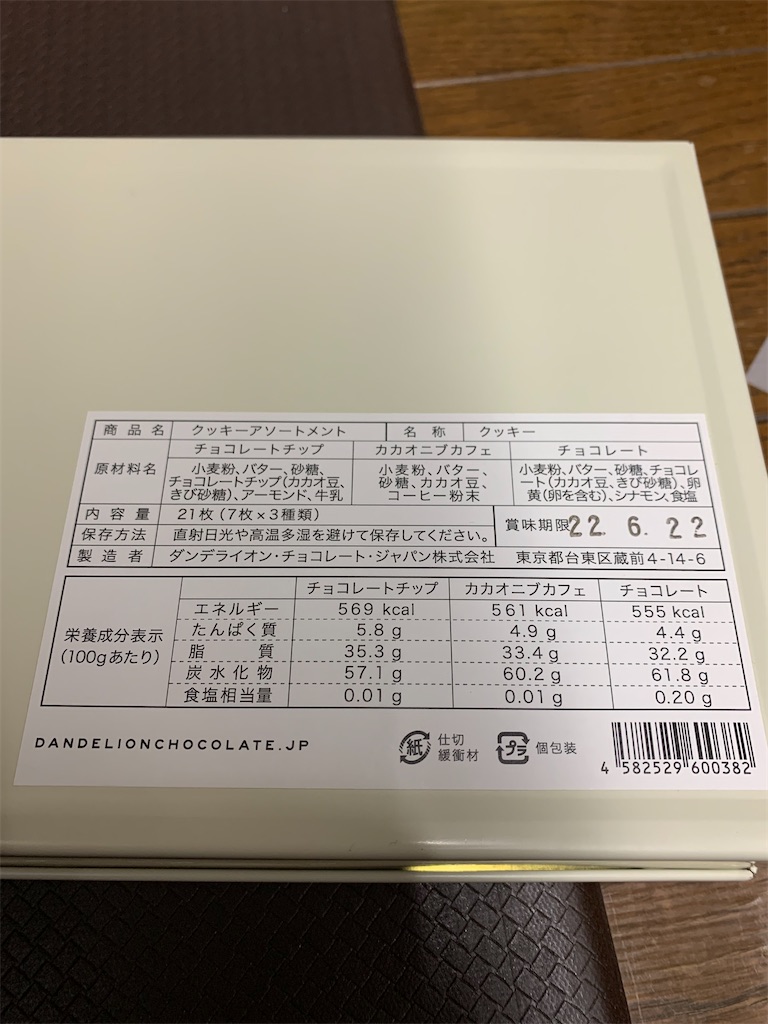 商品名 クッキーアソートメント 名称 クッキー
原材料名
チョコレートチップ
小麦粉、バター、砂糖、
チョコレートチップ(カカオ豆、
きび砂糖)、アーモンド、牛乳
カカオニブカフェ
小麦粉、バター、
砂糖、カカオ豆、
コーヒー粉末
チョコレート
小麦粉、バター、砂糖、チョコレ
ート(カカオ豆、きび砂糖)、卵
黄(卵を含む)、シナモン、食塩
内容量 21枚(7枚×3種類)
保存方法 直射日光や高温多湿を避けて保存してください。
賞味期限 22. 6. 22
製造者 ダンデライオン・チョコレート・ジャパン株式会社 東京都台東区蔵前4-14-6
栄養成分表示
(100gあたり)
チョコレートチップ カカオニブカフェ チョコレート
エネルギー 569 kcal 561 kcal 555 kcal
たんぱく質 5.8 g 4.9 g 4.4 g
脂質 35.3 g 33.4 g 32.2 g
炭水化物 57.1 g 60.2 g 61.8 g
食塩相当量 0.01 g 0.01 g 0.20 g
DANDELIONCHOCOLATE.JP
紙 仕切
緩衝材
プラ 個包装
4 582529 600382